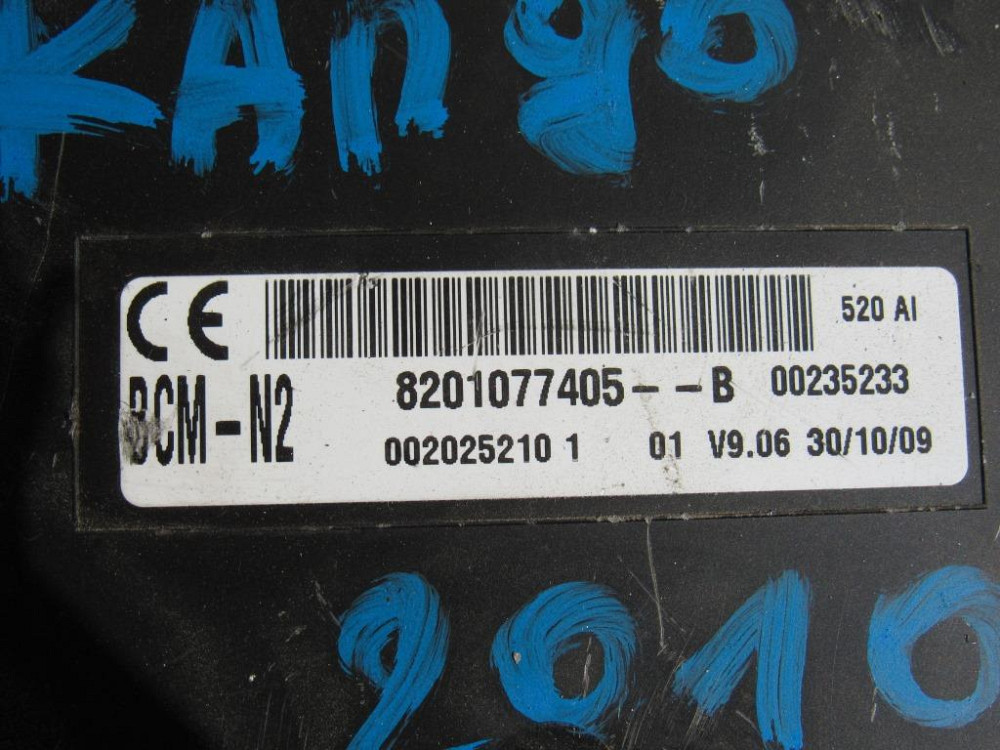 KANgo
CE 520 AI
BCM-N2 8201077405--B 00235233
002025210 1 01 V9.06 30/10/09
2010